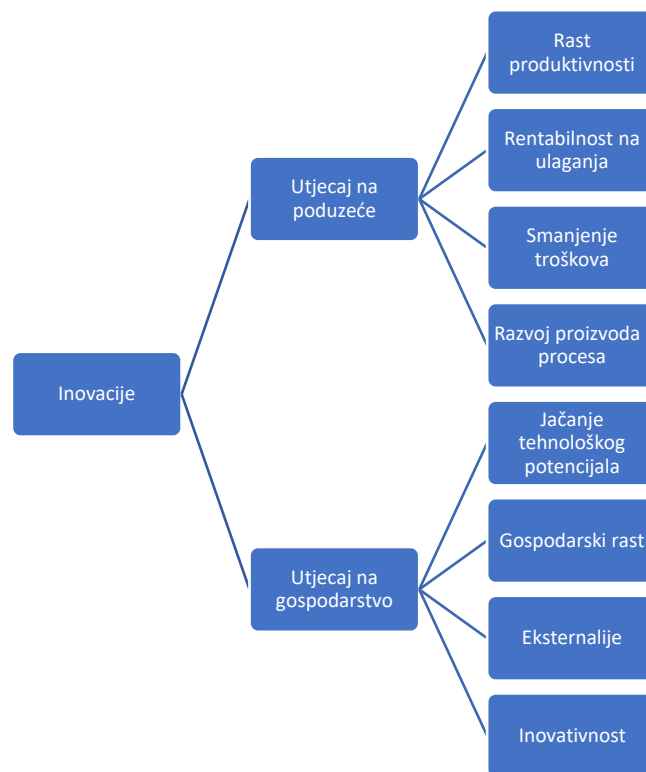 Inovacije
Utjecaj na
poduzeće
Rast
produktivnosti
Rentabilnost na
ulaganja
Smanjenje
troškova
Razvoj proizvoda
procesa
Utjecaj na
gospodarstvo
Jačanje
tehnološkog
potencijala
Gospodarski rast
Eksternalije
Inovativnost